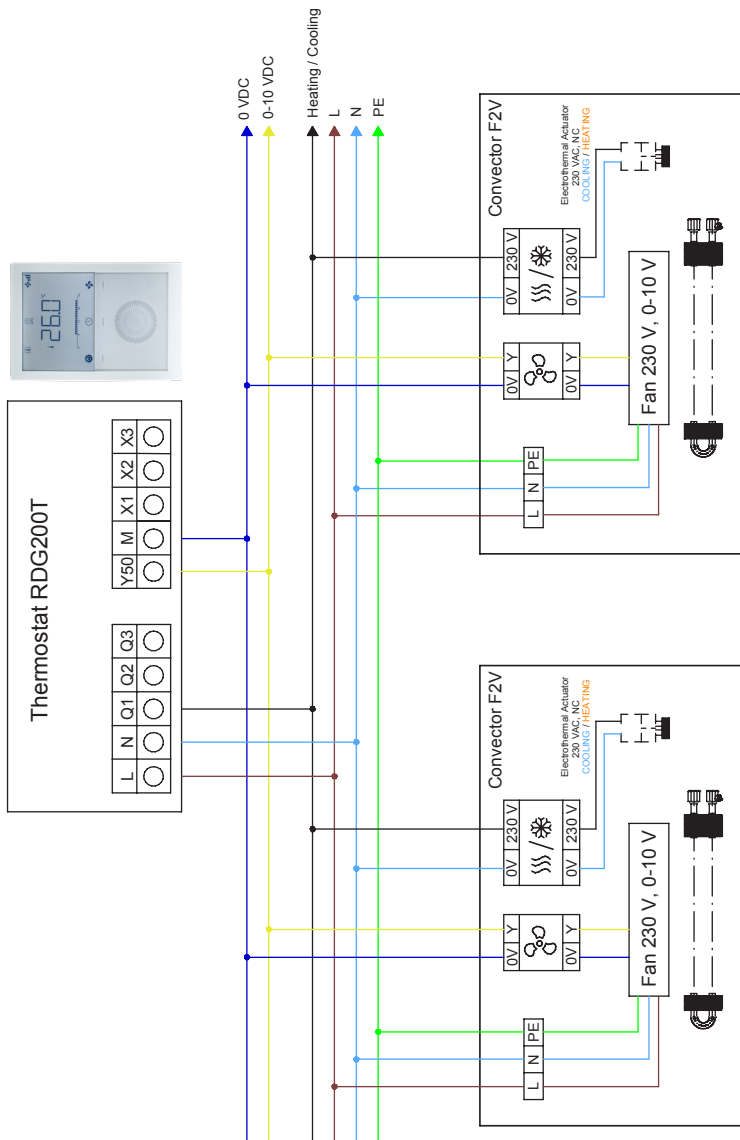 Thermostat RDG200T
L N Q1 Q2 Q3 Y50 M X1 X2 X3
26.0
0 VDC
0-10 VDC
Heating / Cooling
L
N
PE
Convector F2V
Electrothermal Actuator
230 VAC, NC
COOLING / HEATING
L N PE
0V Y
0V Y
0V 230 V
0V 230 V
Fan 230 V, 0-10 V
Convector F2V
Electrothermal Actuator
230 VAC, NC
COOLING / HEATING
L N PE
0V Y
0V Y
0V 230 V
0V 230 V
Fan 230 V, 0-10 V